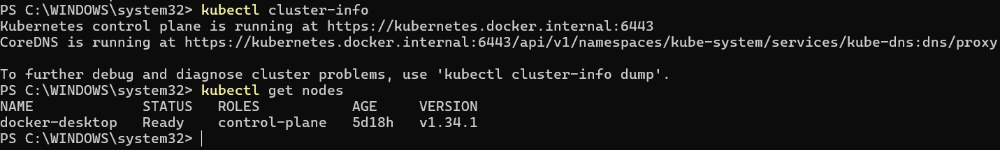 PS C:\WINDOWS\system32> kubectl cluster-info
Kubernetes control plane is running at https://kubernetes.docker.internal:6443
CoreDNS is running at https://kubernetes.docker.internal:6443/api/v1/namespaces/kube-system/services/kube-dns:dns/proxy
To further debug and diagnose cluster problems, use 'kubectl cluster-info dump'.
PS C:\WINDOWS\system32> kubectl get nodes
NAME             STATUS   ROLES           AGE     VERSION
docker-desktop   Ready    control-plane   5d18h   v1.34.1
PS C:\WINDOWS\system32>